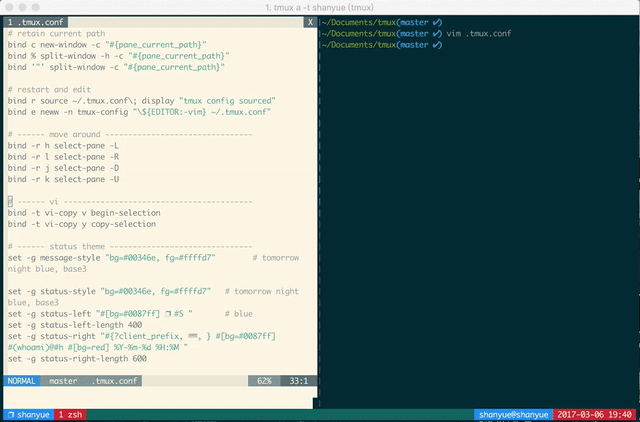 1. tmux a -t shanyue (tmux)
1 .tmux.conf X
# retain current path
bind c new-window -c "#{pane_current_path}"
bind % split-window -h -c "#{pane_current_path}"
bind '"' split-window -c "#{pane_current_path}"
# restart and edit
bind r source ~/.tmux.conf\; display "tmux config sourced"
bind e neww -n tmux-config "\${EDITOR:-vim} ~/.tmux.conf"
# ------ move around --------------------------------
bind -r h select-pane -L
bind -r l select-pane -R
bind -r j select-pane -D
bind -r k select-pane -U
# ------ vi ------------------------------------------
bind -t vi-copy v begin-selection
bind -t vi-copy y copy-selection
# ------ status theme -------------------------------
set -g message-style "bg=#00346e, fg=#ffffd7" # tomorrow
night blue, base3
set -g status-style "bg=#00346e, fg=#ffffd7" # tomorrow night
blue, base3
set -g status-left "#[bg=#0087ff] ❐ #S " # blue
set -g status-left-length 400
set -g status-right "#{?client_prefix, ⌨, } #[bg=#0087ff]
#(whoami)@#h #[bg=red] %Y-%m-%d %H:%M "
set -g status-right-length 600
NORMAL master .tmux.conf 62% 33:1
~/Documents/tmux(master ✔)
~/Documents/tmux(master ✔) vim .tmux.conf
~/Documents/tmux(master ✔)
❐ shanyue 1 zsh shanyue@shanyue 2017-03-06 19:40